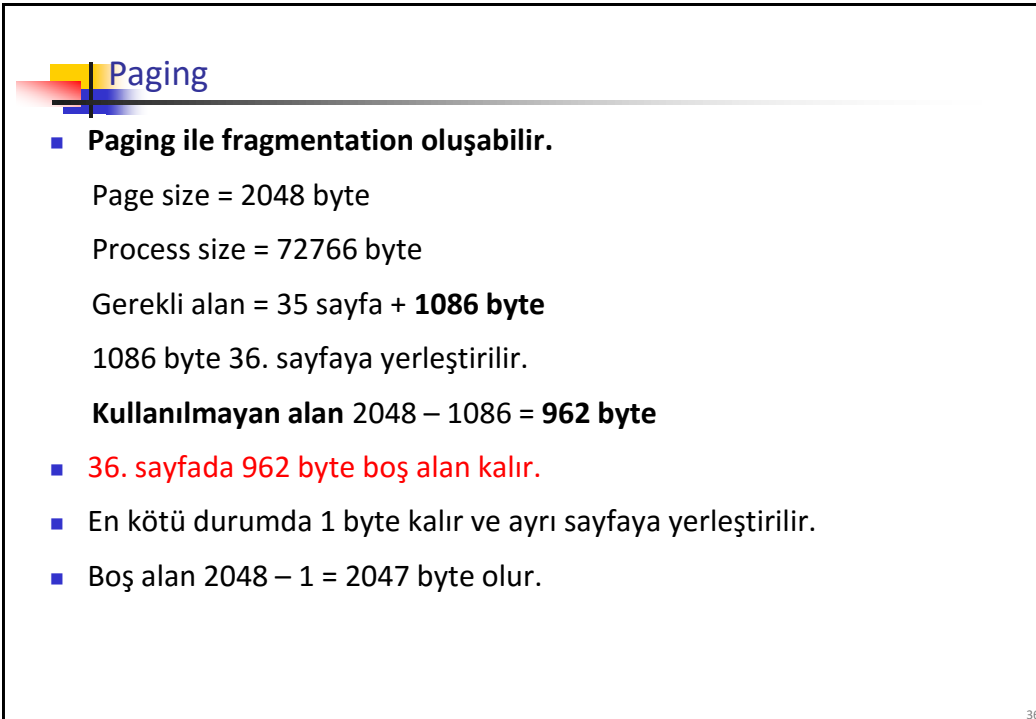 Paging
Paging ile fragmentation oluşabilir.
Page size = 2048 byte
Process size = 72766 byte
Gerekli alan = 35 sayfa + 1086 byte
1086 byte 36. sayfaya yerleştirilir.
Kullanılmayan alan 2048 – 1086 = 962 byte
36. sayfada 962 byte boş alan kalır.
En kötü durumda 1 byte kalır ve ayrı sayfaya yerleştirilir.
Boş alan 2048 – 1 = 2047 byte olur.